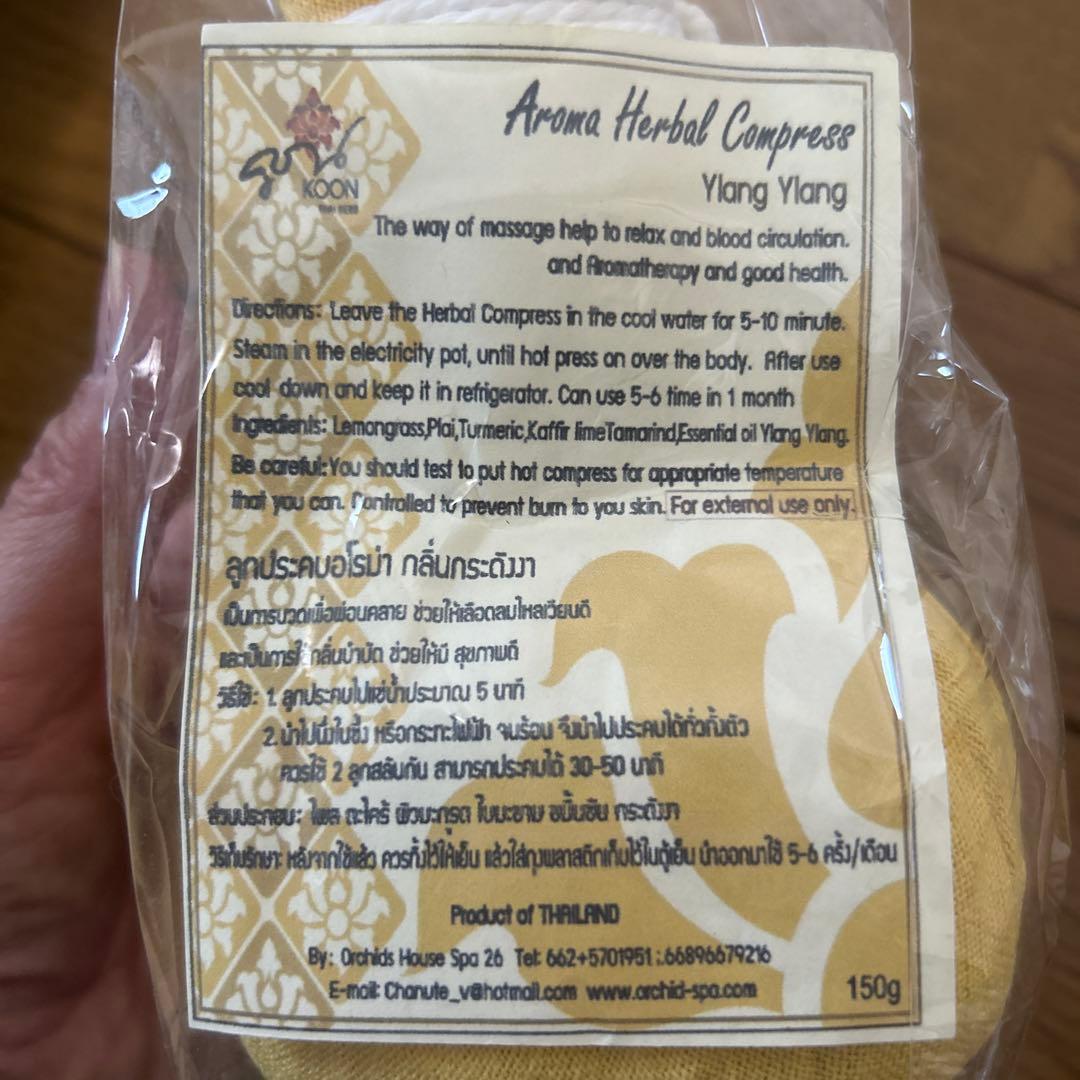 คูณ
KOON
THAI HERB
Aroma Herbal Compress
Ylang Ylang
The way of massage help to relax and blood circulation.
and Aromatherapy and good health.
Directions: Leave the Herbal Compress in the cool water for 5-10 minute.
Steam in the electricity pot, until hot press on over the body. After use
cool down and keep it in refrigerator. Can use 5-6 time in 1 month
Ingredients: Lemongrass,Plai,Turmeric,Kaffir limeTamarind,Essential oil Ylang Ylang.
Be careful:You should test to put hot compress for appropriate temperature
that you can. Controlled to prevent burn to you skin. For external use only.
ลูกประคบอโรม่า กลิ่นกระดังงา
เป็นการนวดเพื่อผ่อนคลาย ช่วยให้เลือดลมไหลเวียนดี
และเป็นการใช้กลิ่นบำบัด ช่วยให้มี สุขภาพดี
วิธีใช้: 1. ลูกประคบไปแช่น้ำประมาณ 5 นาที
2.นำไปนึ่งในซึ้ง หรือกระทะไฟฟ้า จนร้อน จึงนำไปประคบได้ทั่วทั้งตัว
ควรใช้ 2 ลูกสลับกัน สามารถประคบได้ 30-50 นาที
ส่วนประกอบ: ไพล ตะไคร้ ผิวมะกรูด ใบมะขาม ขมิ้นชัน กระดังงา
วิธีเก็บรักษา: หลังจากใช้แล้ว ควรทิ้งไว้ให้เย็น แล้วใส่ถุงพลาสติกเก็บไว้ในตู้เย็น นำออกมาใช้ 5-6 ครั้ง/เดือน
Product of THAILAND
By: Orchids House Spa 26 Tel: 662+5701951 :.66896679216
E-mail: Chanute_v@hotmail.com www.orchid-spa.com
150g